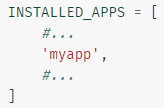 INSTALLED_APPS = [
    #...
    'myapp',
    #...
]